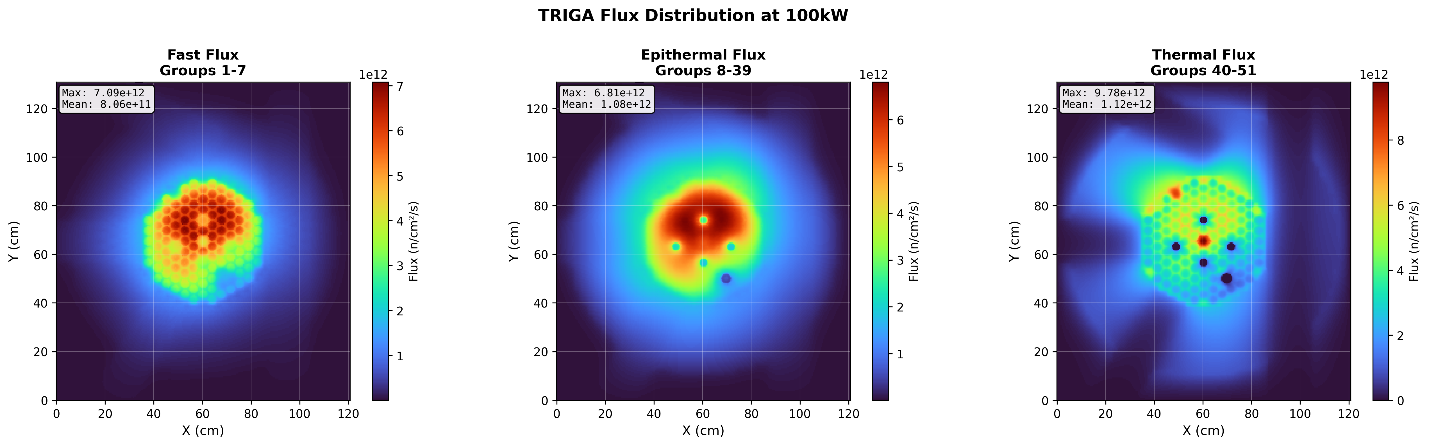 TRIGA Flux Distribution at 100kW
Fast Flux
Groups 1-7
1e12
Max: 7.09e+12
Mean: 8.06e+11
120
100
80
60
40
20
0
Y (cm)
0 20 40 60 80 100 120
X (cm)
7
6
5
4
3
2
1
Flux (n/cm²/s)
Epithermal Flux
Groups 8-39
1e12
Max: 6.81e+12
Mean: 1.08e+12
120
100
80
60
40
20
0
Y (cm)
0 20 40 60 80 100 120
X (cm)
6
5
4
3
2
1
Flux (n/cm²/s)
Thermal Flux
Groups 40-51
1e12
Max: 9.78e+12
Mean: 1.12e+12
120
100
80
60
40
20
0
Y (cm)
0 20 40 60 80 100 120
X (cm)
8
6
4
2
0
Flux (n/cm²/s)